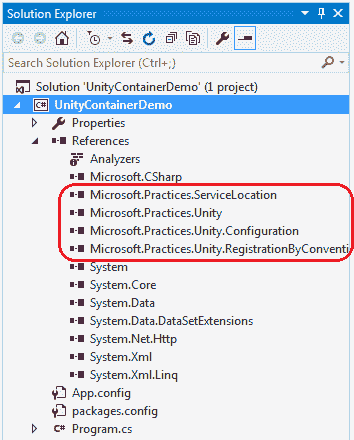 Solution Explorer
Search Solution Explorer (Ctrl+;)
Solution 'UnityContainerDemo' (1 project)
C# UnityContainerDemo
Properties
References
Analyzers
Microsoft.CSharp
Microsoft.Practices.ServiceLocation
Microsoft.Practices.Unity
Microsoft.Practices.Unity.Configuration
Microsoft.Practices.Unity.RegistrationByConventi
System
System.Core
System.Data
System.Data.DataSetExtensions
System.Net.Http
System.Xml
System.Xml.Linq
App.config
packages.config
C# Program.cs